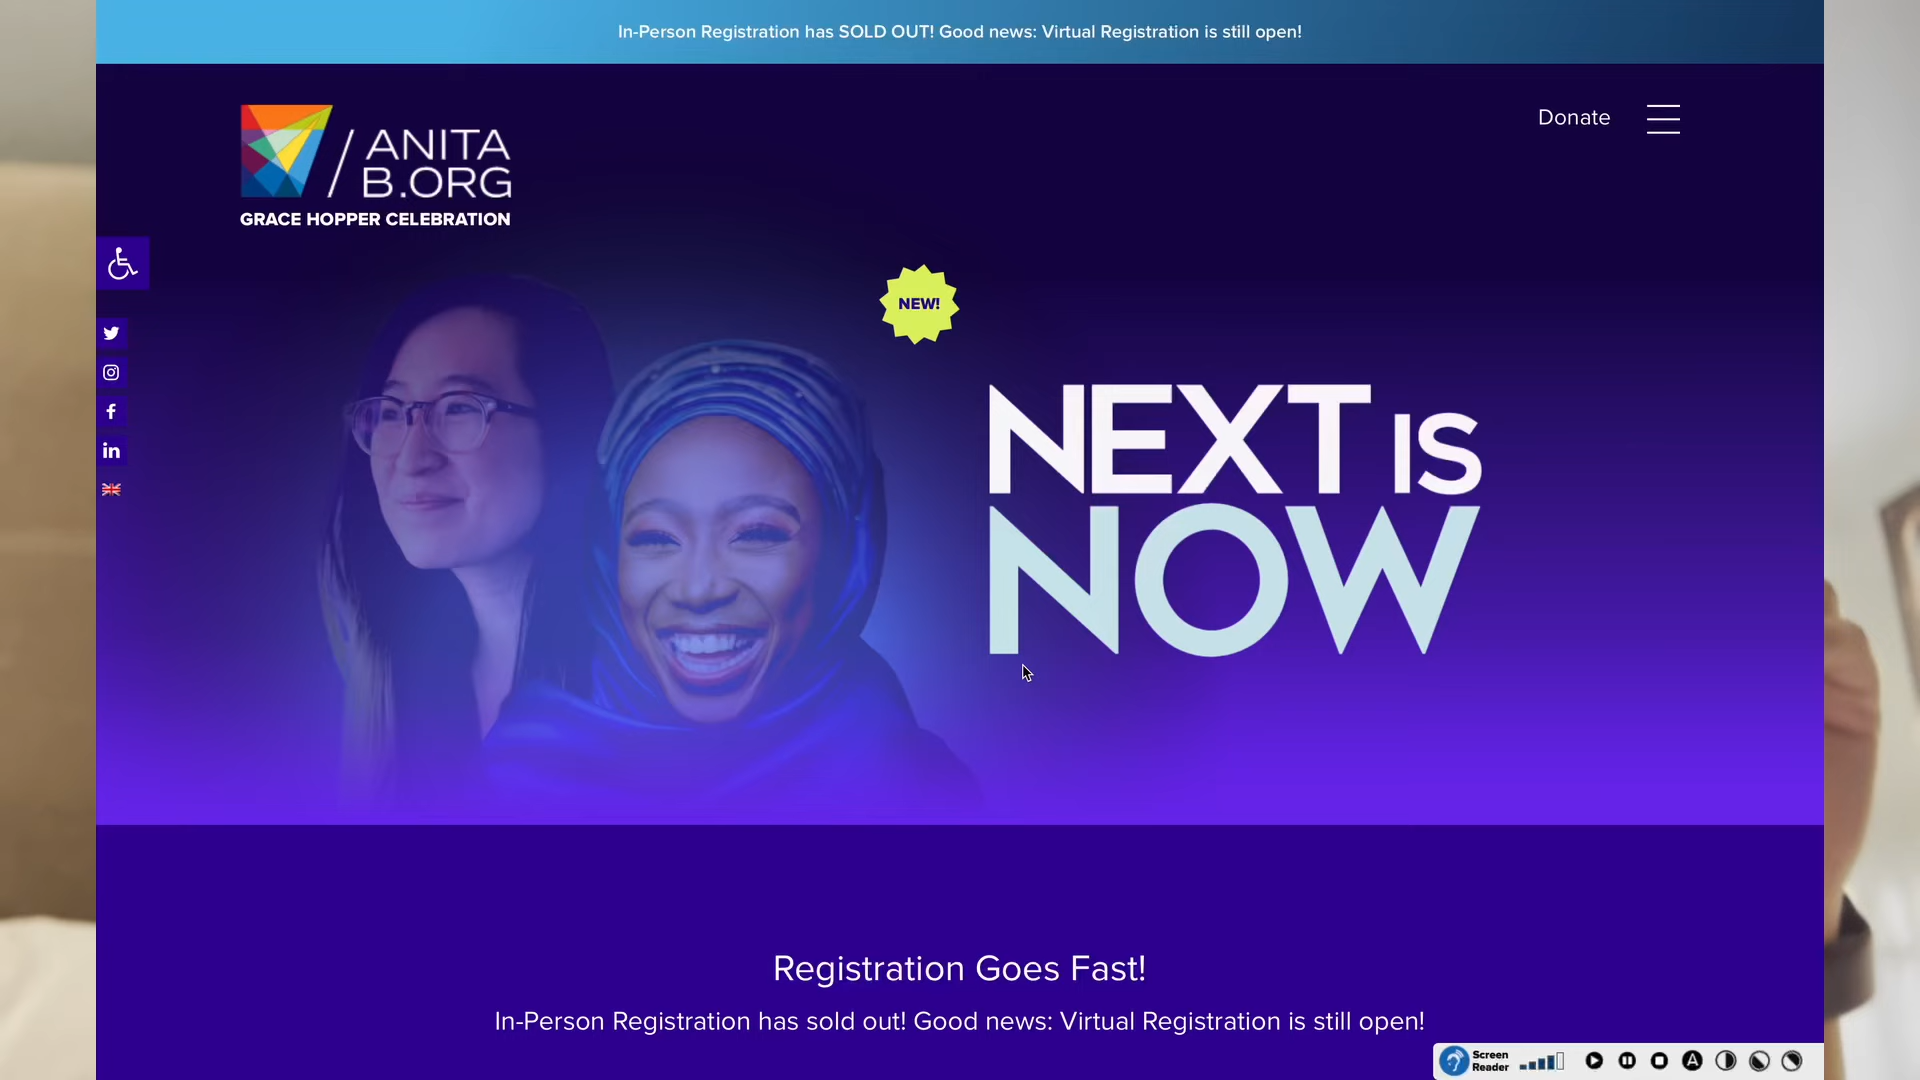 In-Person Registration has SOLD OUT! Good news: Virtual Registration is still open!
Donate
/ ANITA
B.ORG
GRACE HOPPER CELEBRATION
NEW!
NEXT IS
NOW
Registration Goes Fast!
In-Person Registration has sold out! Good news: Virtual Registration is still open!
Screen
Reader
A